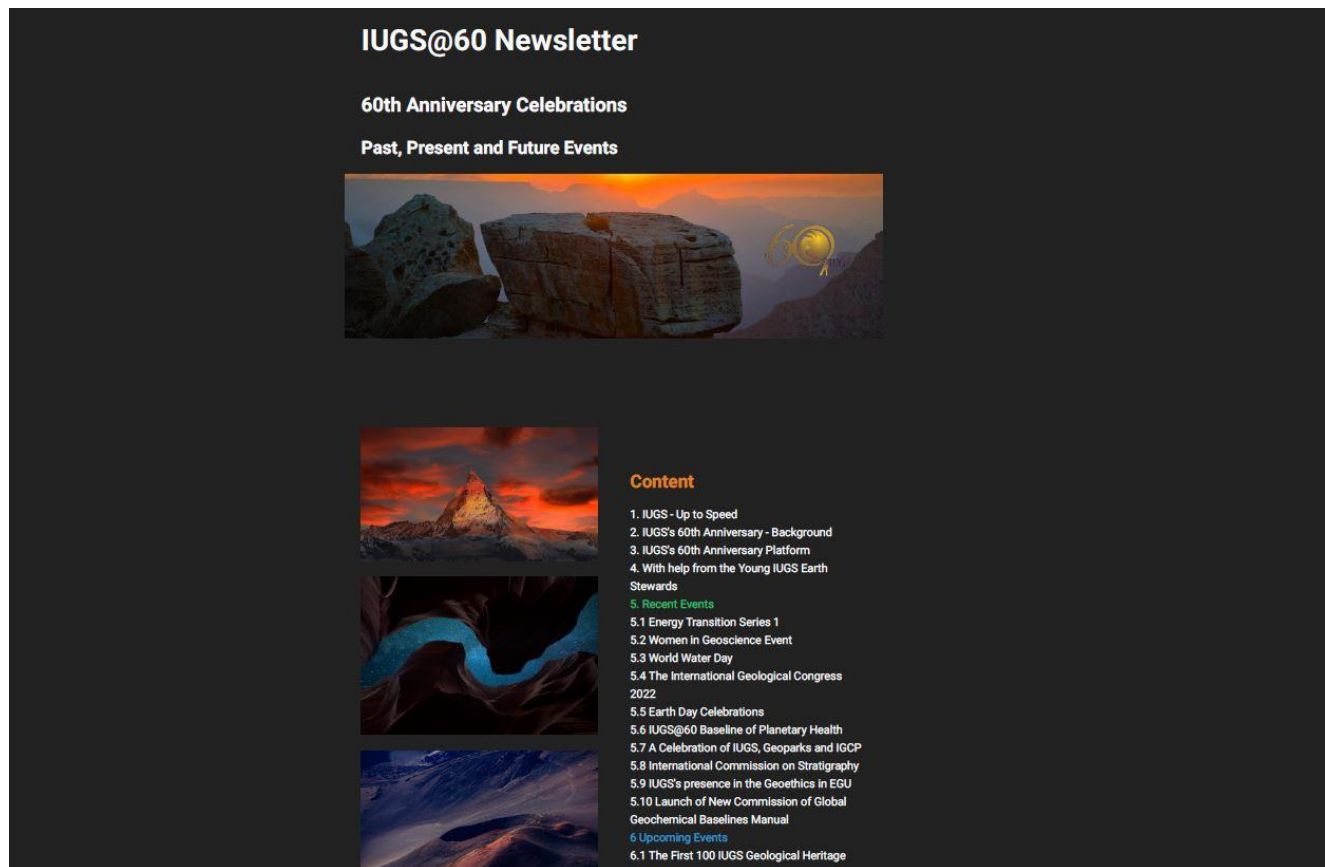 IUGS@60 Newsletter
60th Anniversary Celebrations
Past, Present and Future Events
60
Content
1. IUGS - Up to Speed
2. IUGS's 60th Anniversary - Background
3. IUGS's 60th Anniversary Platform
4. With help from the Young IUGS Earth
Stewards
5. Recent Events
5.1 Energy Transition Series 1
5.2 Women in Geoscience Event
5.3 World Water Day
5.4 The International Geological Congress
2022
5.5 Earth Day Celebrations
5.6 IUGS@60 Baseline of Planetary Health
5.7 A Celebration of IUGS, Geoparks and IGCP
5.8 International Commission on Stratigraphy
5.9 IUGS's presence in the Geoethics in EGU
5.10 Launch of New Commission of Global
Geochemical Baselines Manual
6 Upcoming Events
6.1 The First 100 IUGS Geological Heritage